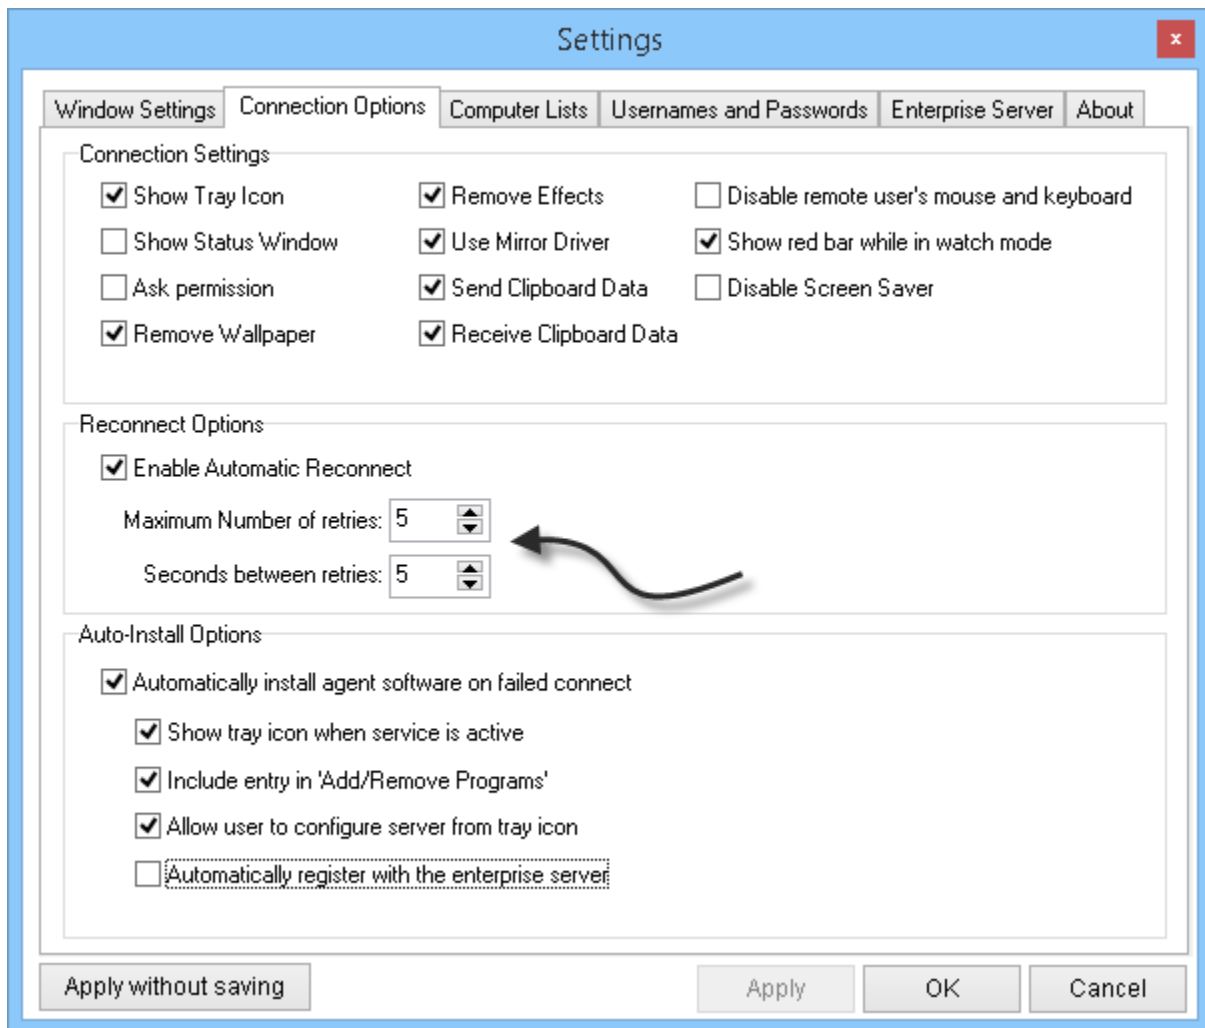 Settings
x
Window Settings Connection Options Computer Lists Usernames and Passwords Enterprise Server About
Connection Settings
Show Tray Icon Remove Effects Disable remote user's mouse and keyboard
Show Status Window Use Mirror Driver Show red bar while in watch mode
Ask permission Send Clipboard Data Disable Screen Saver
Remove Wallpaper Receive Clipboard Data
Reconnect Options
Enable Automatic Reconnect
Maximum Number of retries: 5
Seconds between retries: 5
Auto-Install Options
Automatically install agent software on failed connect
Show tray icon when service is active
Include entry in 'Add/Remove Programs'
Allow user to configure server from tray icon
Automatically register with the enterprise server
Apply without saving Apply OK Cancel